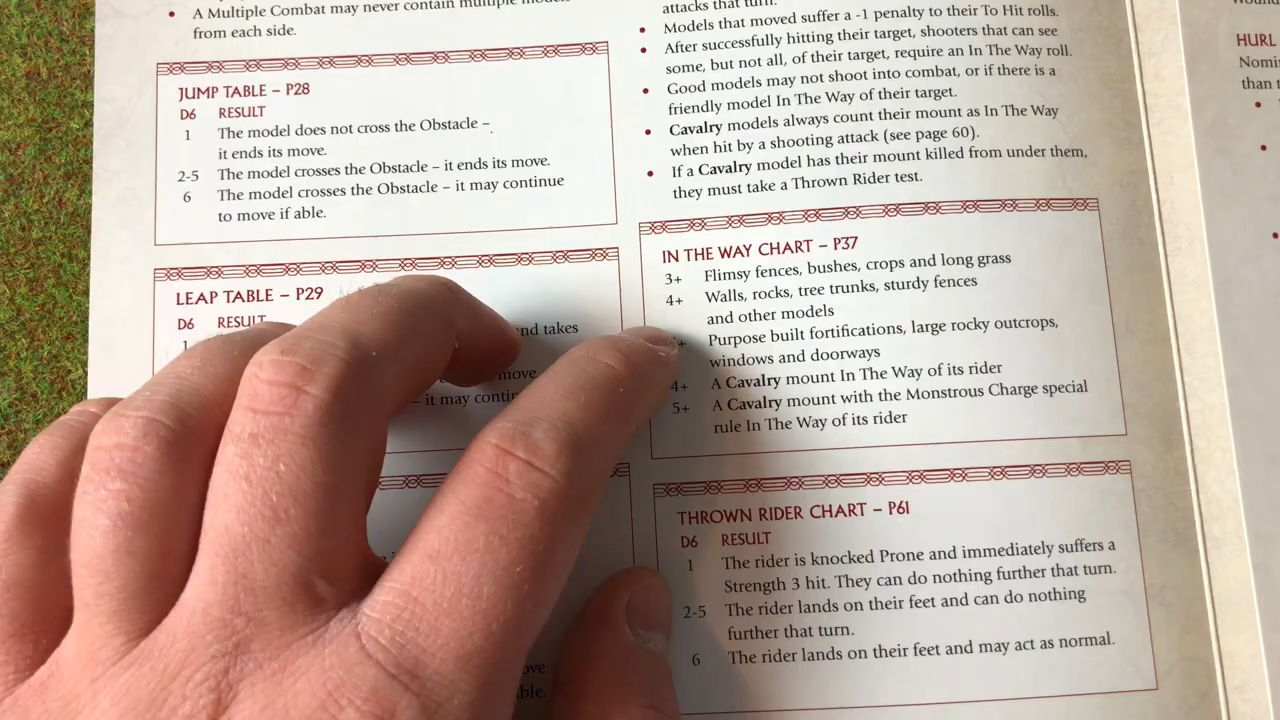 • A Multiple Combat may never contain multiple
from each side.
JUMP TABLE – P28
D6 RESULT
1 The model does not cross the Obstacle –
it ends its move.
2-5 The model crosses the Obstacle – it ends its move.
6 The model crosses the Obstacle – it may continue
to move if able.
LEAP TABLE – P29
D6 RESULT
1
nd takes
move
– it may contin
attacks that turn.
• Models that moved suffer a -1 penalty to their To Hit rolls.
• After successfully hitting their target, shooters that can see
some, but not all, of their target, require an In The Way roll.
• Good models may not shoot into combat, or if there is a
friendly model In The Way of their target.
• Cavalry models always count their mount as In The Way
when hit by a shooting attack (see page 60).
• If a Cavalry model has their mount killed from under them,
they must take a Thrown Rider test.
IN THE WAY CHART – P37
3+ Flimsy fences, bushes, crops and long grass
4+ Walls, rocks, tree trunks, sturdy fences
and other models
+ Purpose built fortifications, large rocky outcrops,
windows and doorways
4+ A Cavalry mount In The Way of its rider
5+ A Cavalry mount with the Monstrous Charge special
rule In The Way of its rider
THROWN RIDER CHART – P61
D6 RESULT
1 The rider is knocked Prone and immediately suffers a
Strength 3 hit. They can do nothing further that turn.
2-5 The rider lands on their feet and can do nothing
further that turn.
6 The rider lands on their feet and may act as normal.
HURL
than